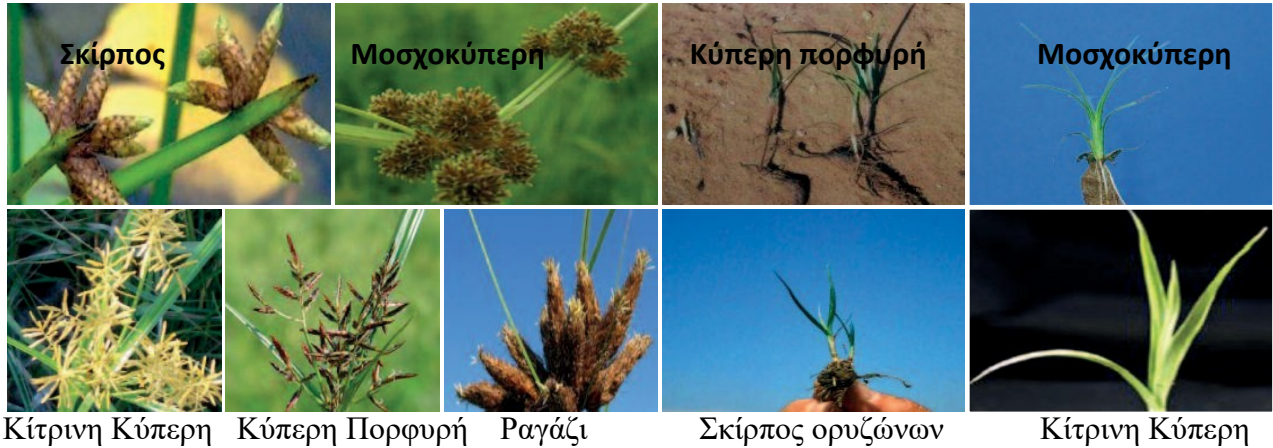 Σκίρπος
Μοσχοκύπερη
Κύπερη πορφυρή
Μοσχοκύπερη
Κίτρινη Κύπερη
Κύπερη Πορφυρή
Ραγάζι
Σκίρπος ορυζώνων
Κίτρινη Κύπερη